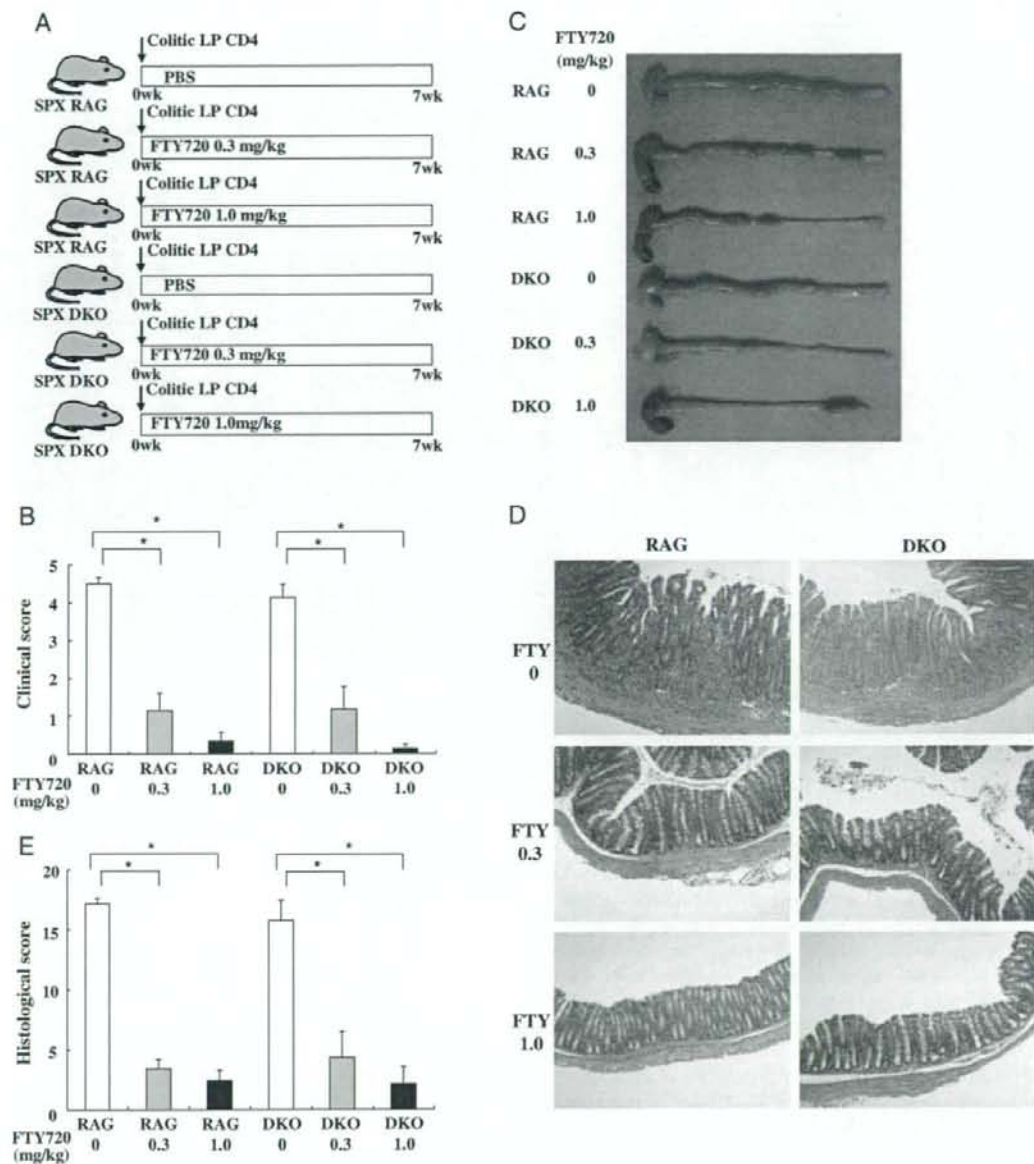 A
Colitic LP CD4
PBS
0wk 7wk
SPX RAG
Colitic LP CD4
FTY720 0.3 mg/kg
0wk 7wk
SPX RAG
Colitic LP CD4
FTY720 1.0 mg/kg
0wk 7wk
SPX RAG
Colitic LP CD4
PBS
0wk 7wk
SPX DKO
Colitic LP CD4
FTY720 0.3 mg/kg
0wk 7wk
SPX DKO
Colitic LP CD4
FTY720 1.0mg/kg
0wk 7wk
SPX DKO
C
FTY720
(mg/kg)
RAG 0
RAG 0.3
RAG 1.0
DKO 0
DKO 0.3
DKO 1.0
B
* *
* *
5
4
3
2
1
0
Clinical score
RAG RAG RAG DKO DKO DKO
FTY720 0 0.3 1.0 0 0.3 1.0
(mg/kg)
D
RAG DKO
FTY
0
FTY
0.3
FTY
1.0
E
* *
* *
20
15
10
5
0
Histological score
RAG RAG RAG DKO DKO DKO
FTY720 0 0.3 1.0 0 0.3 1.0
(mg/kg)